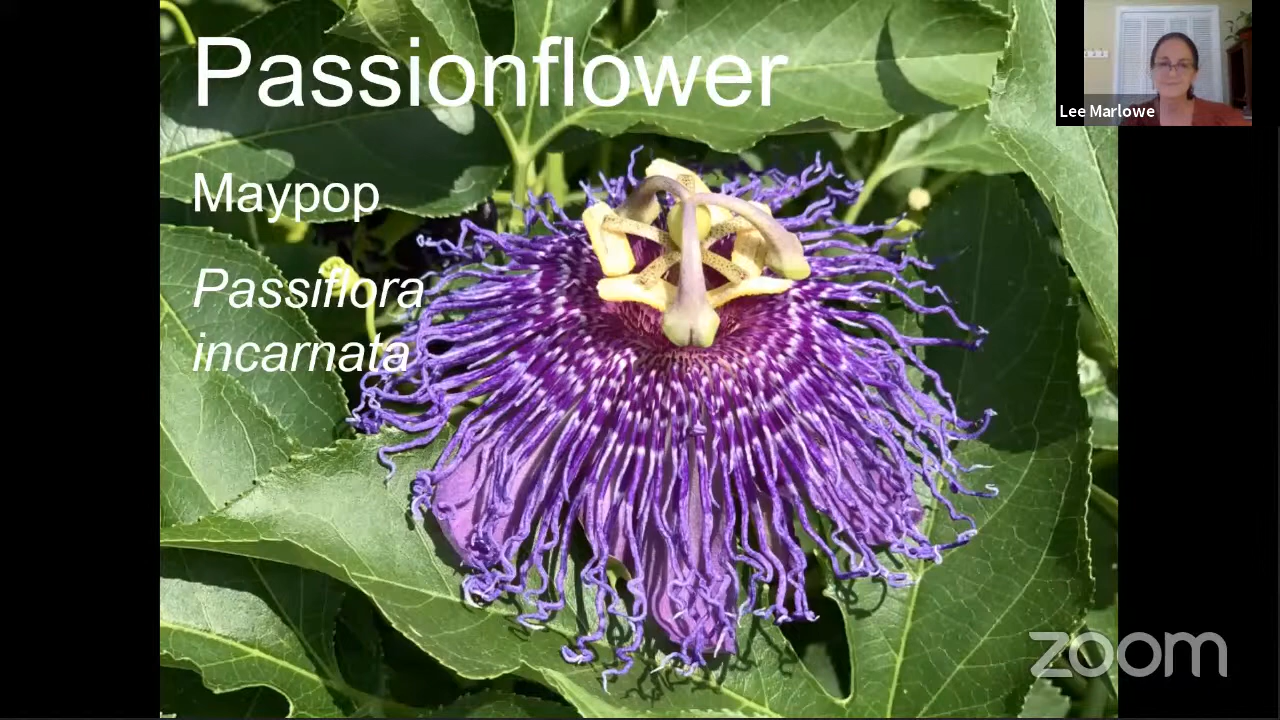 Passionflower
Maypop
Passiflora
incarnata
Lee Marlowe
zoom